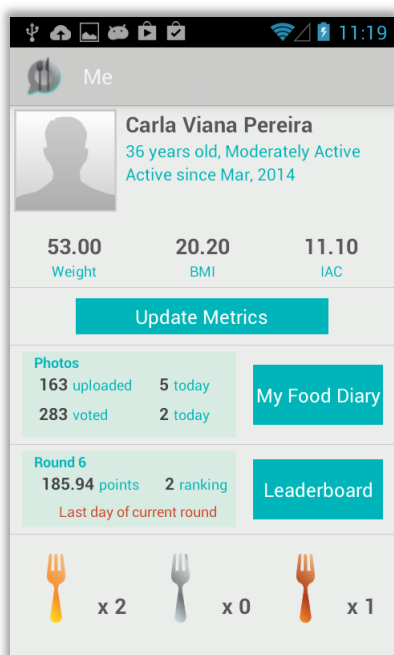 11:19
Me
Carla Viana Pereira
36 years old, Moderately Active
Active since Mar, 2014
53.00 20.20 11.10
Weight BMI IAC
Update Metrics
Photos
163 uploaded 5 today
283 voted 2 today
My Food Diary
Round 6
185.94 points 2 ranking
Last day of current round
Leaderboard
x 2 x 0 x 1